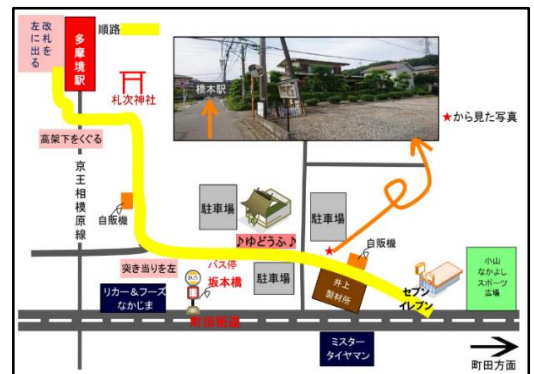 改札を
左に出る
多摩境駅
順路
札次神社
高架下をくぐる
京王相模原線
自販機
橋本駅
★から見た写真
駐車場
♪ゆどうふ♪
駐車場
★
自販機
突き当りを左
バス停
坂本橋
BUS
駐車場
井上
製材所
セブン
イレブン
小山
なかよし
スポーツ
広場
リカー＆フーズ
なかじま
町田街道
ミスター
タイヤマン
町田方面